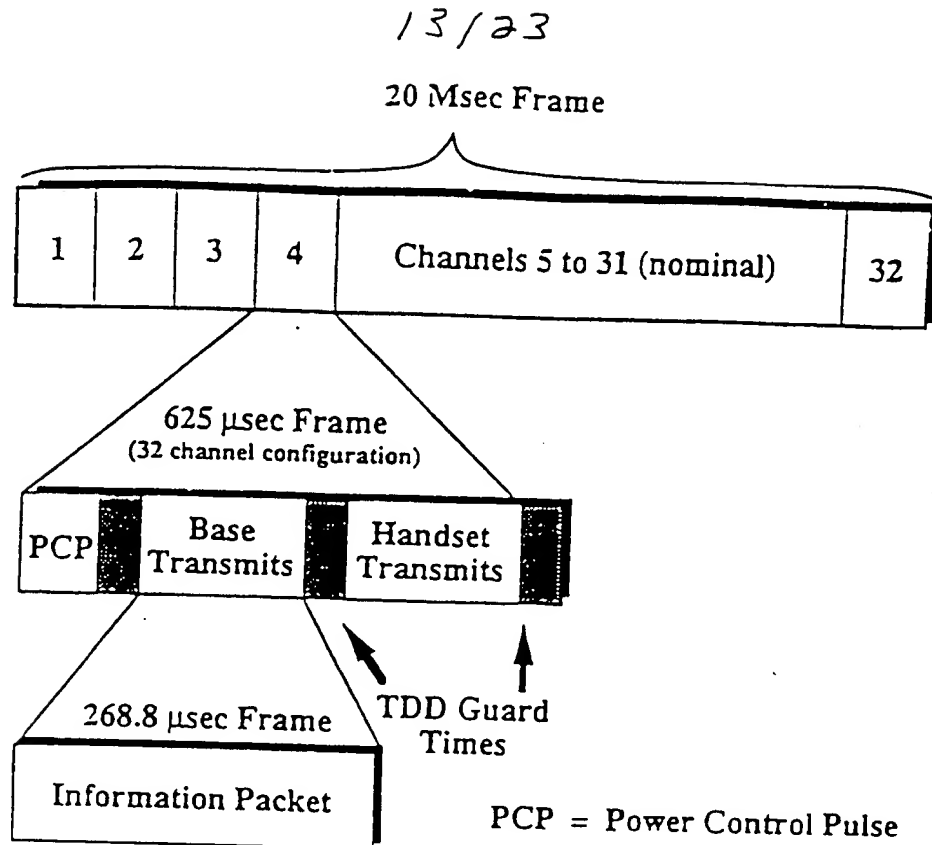 13/23
20 Msec Frame
1 2 3 4 Channels 5 to 31 (nominal) 32
625 μsec Frame
(32 channel configuration)
PCP
Base
Transmits
Handset
Transmits
268.8 μsec Frame
TDD Guard
Times
Information Packet
PCP = Power Control Pulse